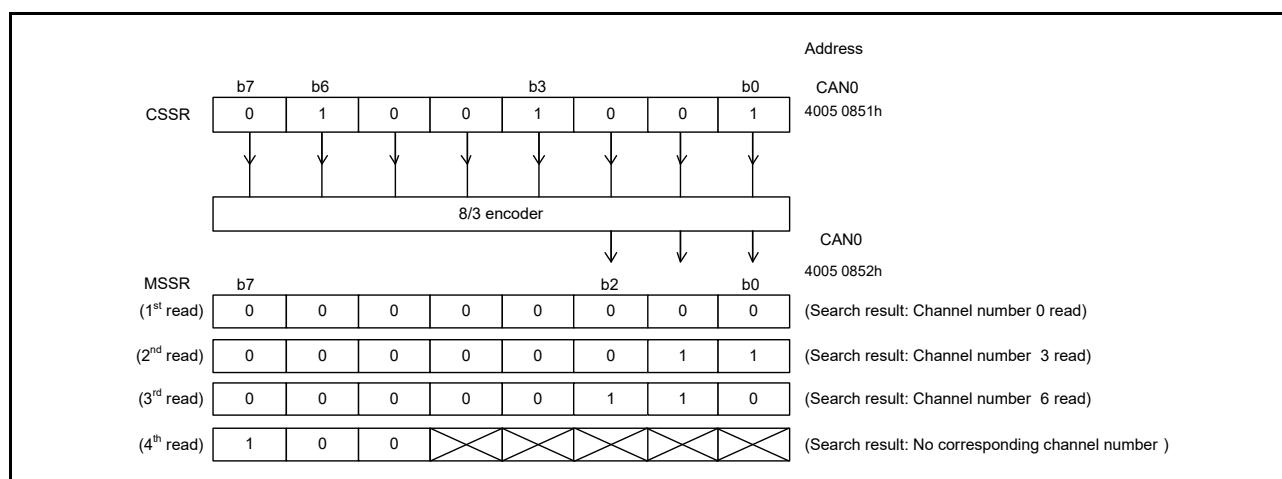 Address
b7 b6 b3 b0 CAN0
CSSR 0 1 0 0 1 0 0 1 4005 0851h
8/3 encoder
CAN0
4005 0852h
MSSR b7 b2 b0
(1st read) 0 0 0 0 0 0 0 0 (Search result: Channel number 0 read)
(2nd read) 0 0 0 0 0 0 1 1 (Search result: Channel number 3 read)
(3rd read) 0 0 0 0 0 1 1 0 (Search result: Channel number 6 read)
(4th read) 1 0 0 (Search result: No corresponding channel number )